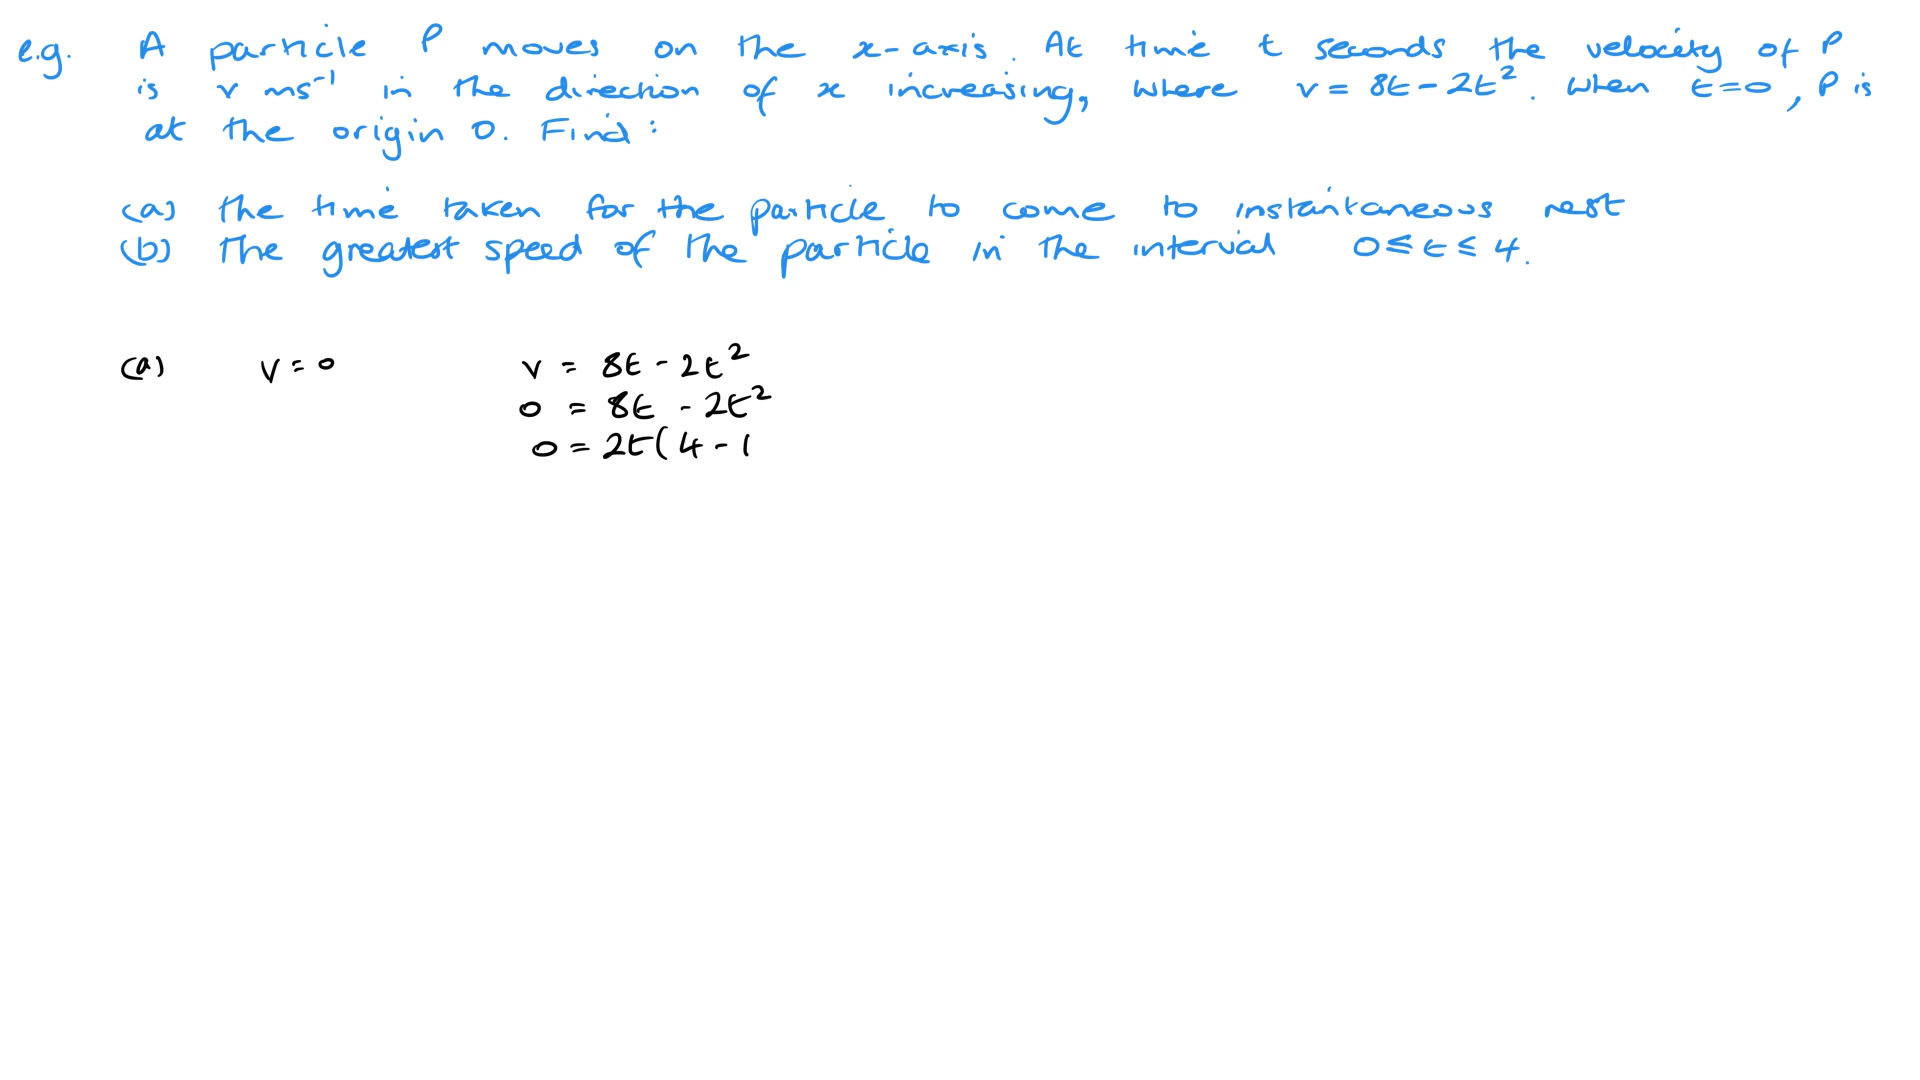 e.g. A particle P moves on the x-axis. At time t seconds the velocity of P
is v ms⁻¹ in the direction of x increasing, where v = 8t - 2t². When t=0, P is
at the origin O. Find:
(a) the time taken for the particle to come to instantaneous rest
(b) the greatest speed of the particle in the interval 0 ≤ t ≤ 4.
(a) v = 0 v = 8t - 2t²
0 = 8t - 2t²
0 = 2t(4 -